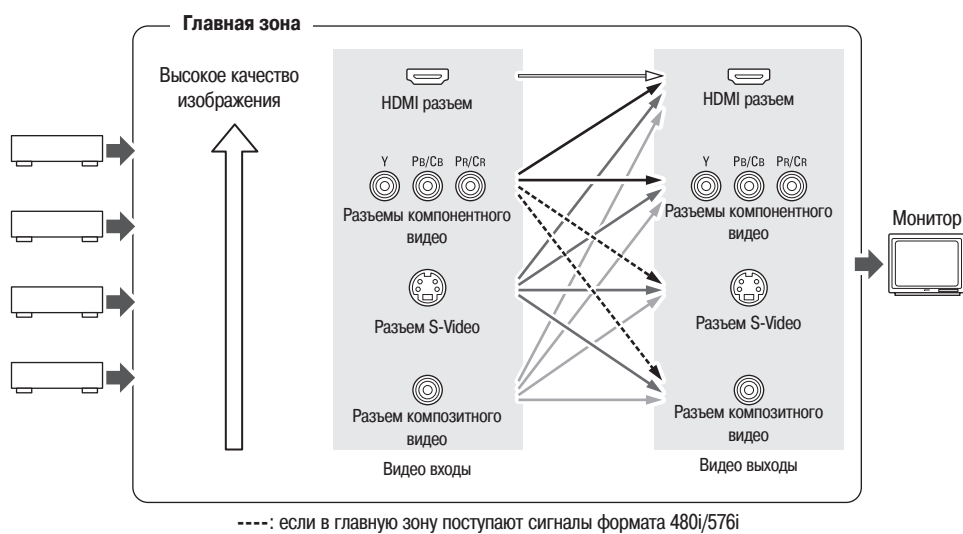 Главная зона
Высокое качество
изображения
HDMI разъем
Y PB/CB PR/CR
Разъемы компонентного
видео
Разъем S-Video
Разъем композитного
видео
Видео входы
HDMI разъем
Y PB/CB PR/CR
Разъемы компонентного
видео
Разъем S-Video
Разъем композитного
видео
Видео выходы
Монитор
----: если в главную зону поступают сигналы формата 480i/576i